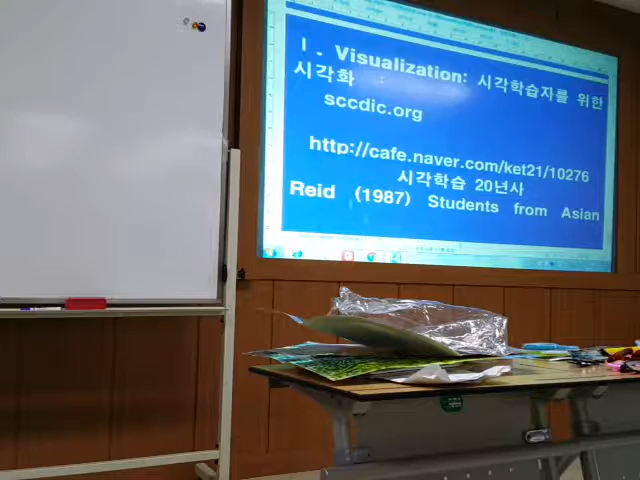 Ⅰ. Visualization: 시각학습자를 위한
시각화 :
sccdic.org
http://cafe.naver.com/ket21/10276
시각학습 20년사
Reid (1987) Students from Asian